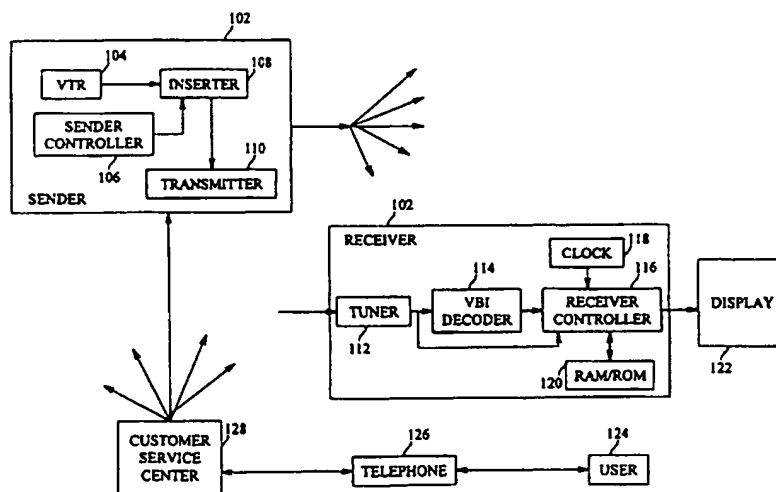 102
104
108
VTR
INSERTER
SENDER
CONTROLLER
106
110
TRANSMITTER
SENDER
102
RECEIVER
118
CLOCK
114
116
VBI
DECODER
TUNER
112
RECEIVER
CONTROLLER
DISPLAY
122
120
RAM/ROM
128
CUSTOMER
SERVICE
CENTER
126
TELEPHONE
124
USER